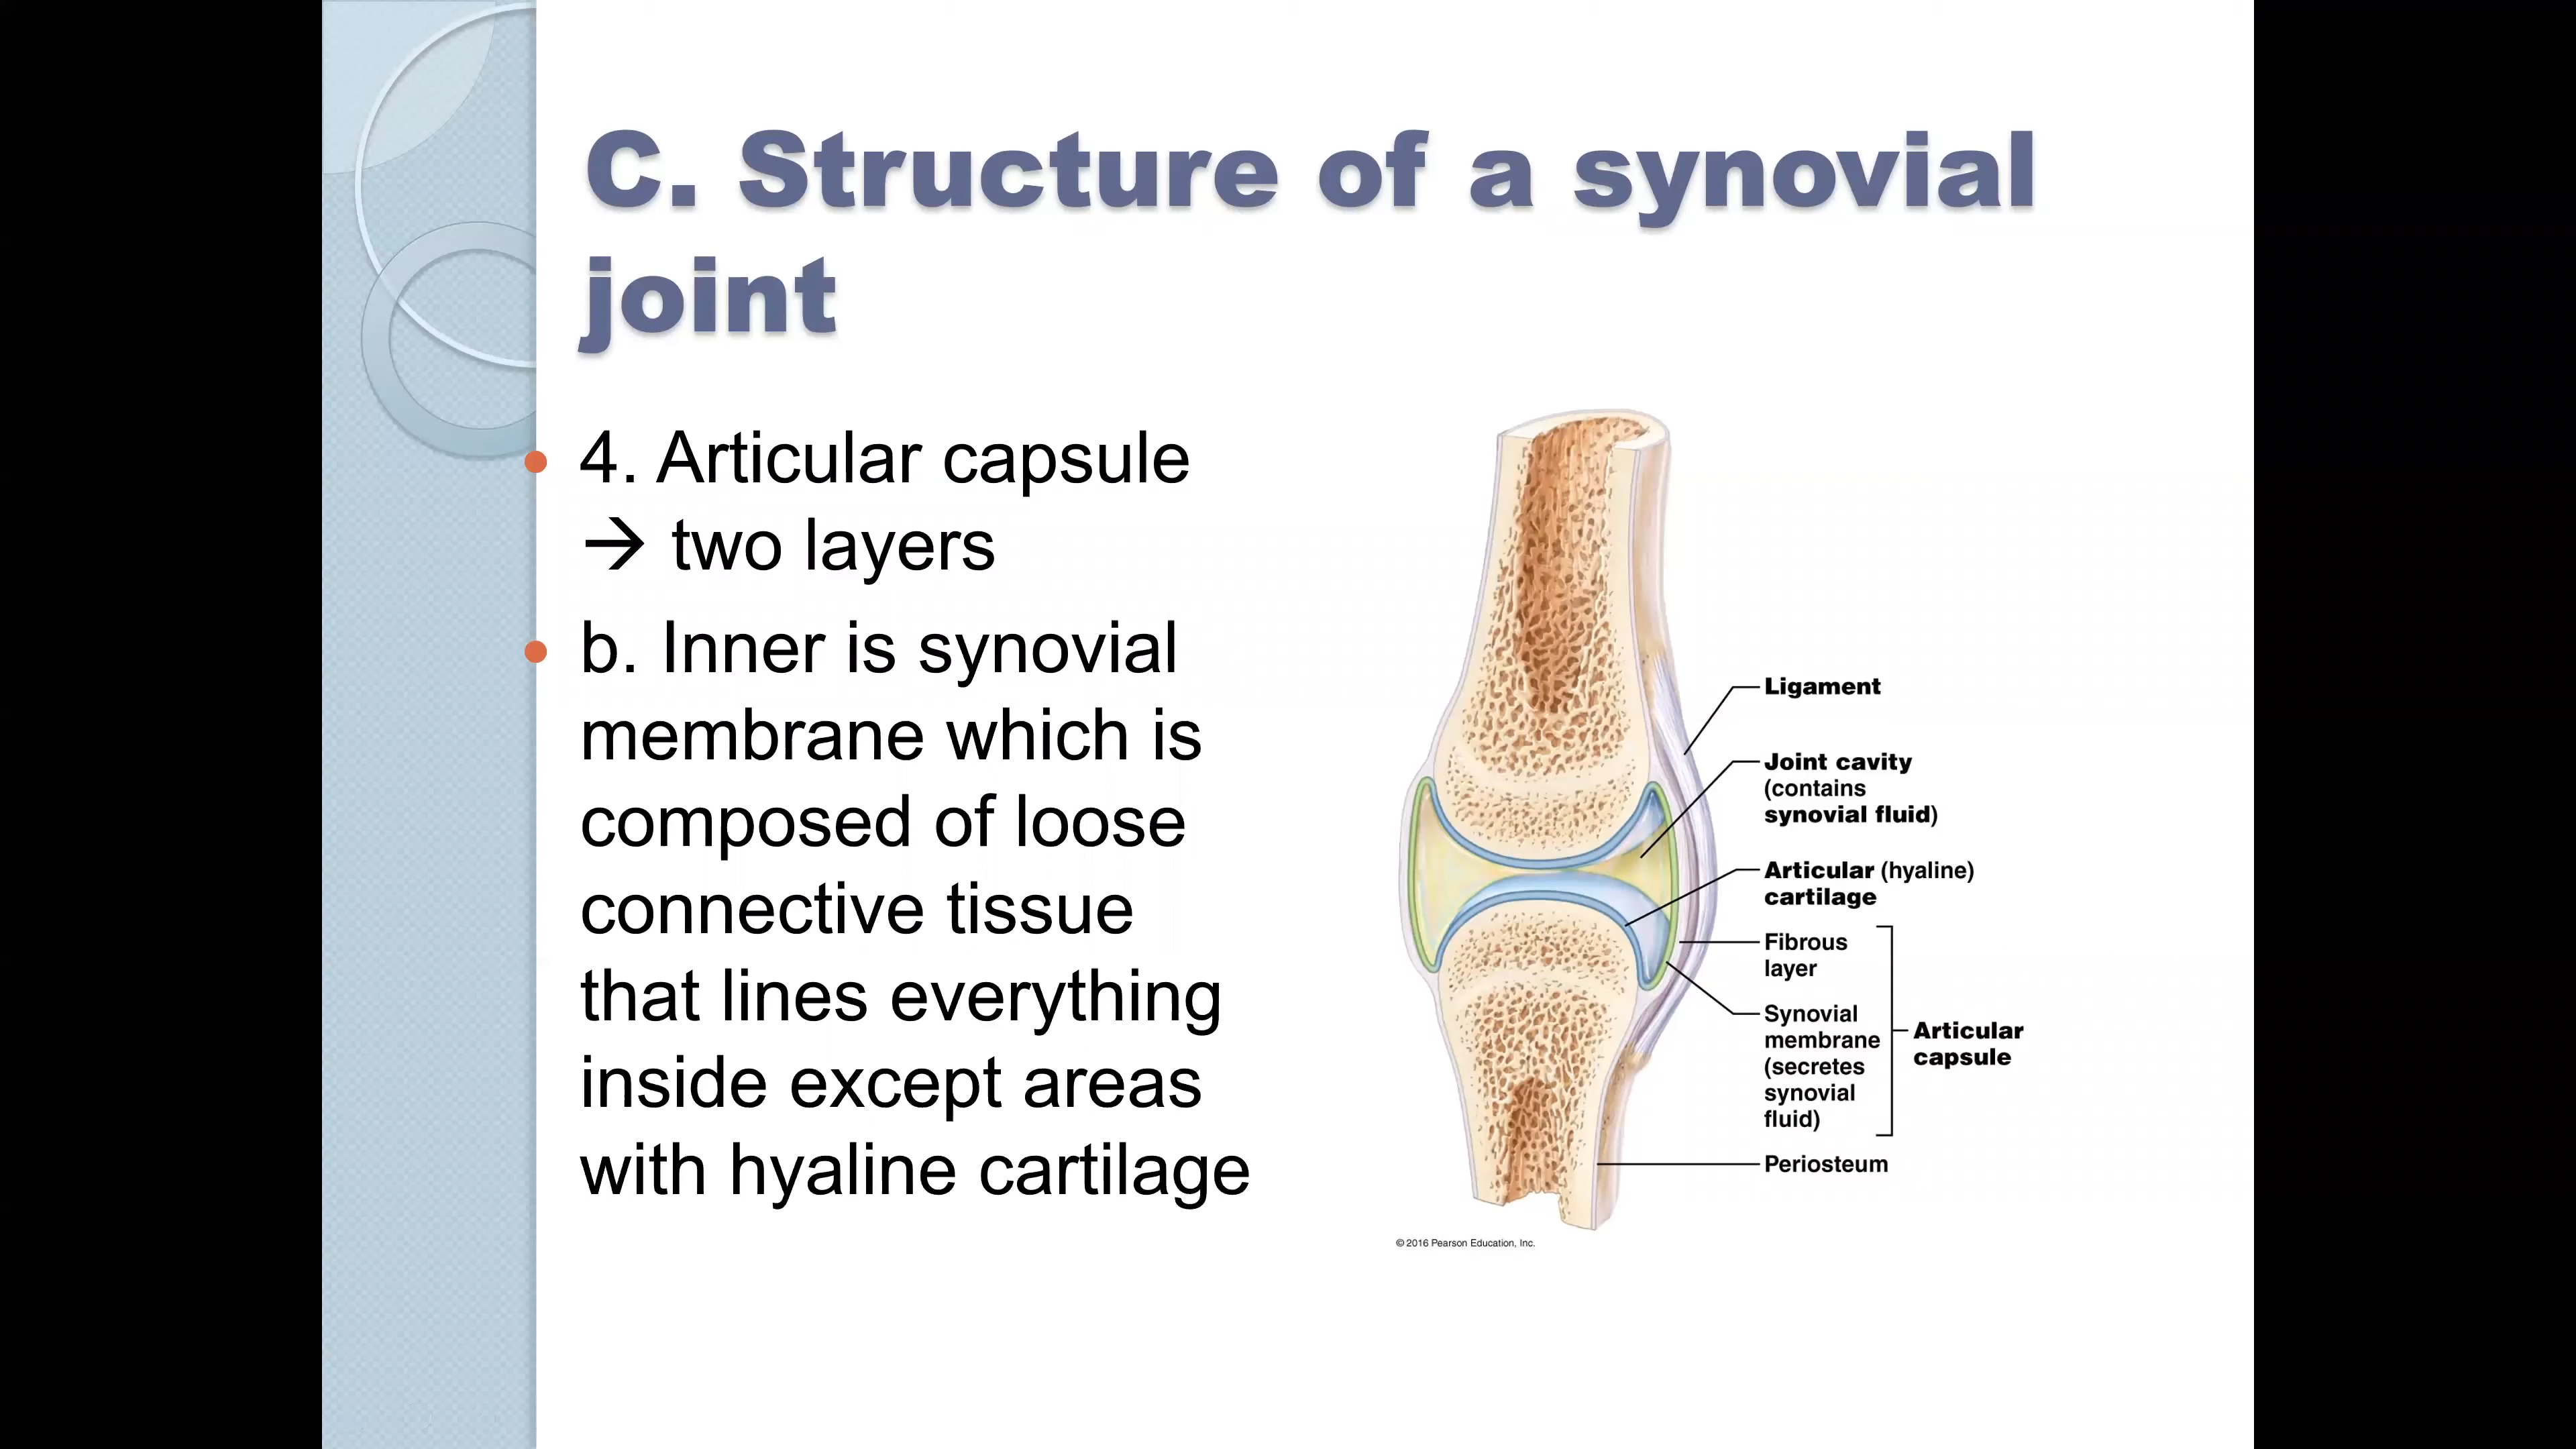 C. Structure of a synovial
joint
4. Articular capsule
→ two layers
b. Inner is synovial
membrane which is
composed of loose
connective tissue
that lines everything
inside except areas
with hyaline cartilage
Ligament
Joint cavity
(contains
synovial fluid)
Articular (hyaline)
cartilage
Fibrous
layer
Synovial
membrane
(secretes
synovial
fluid)
Articular
capsule
Periosteum
© 2016 Pearson Education, Inc.